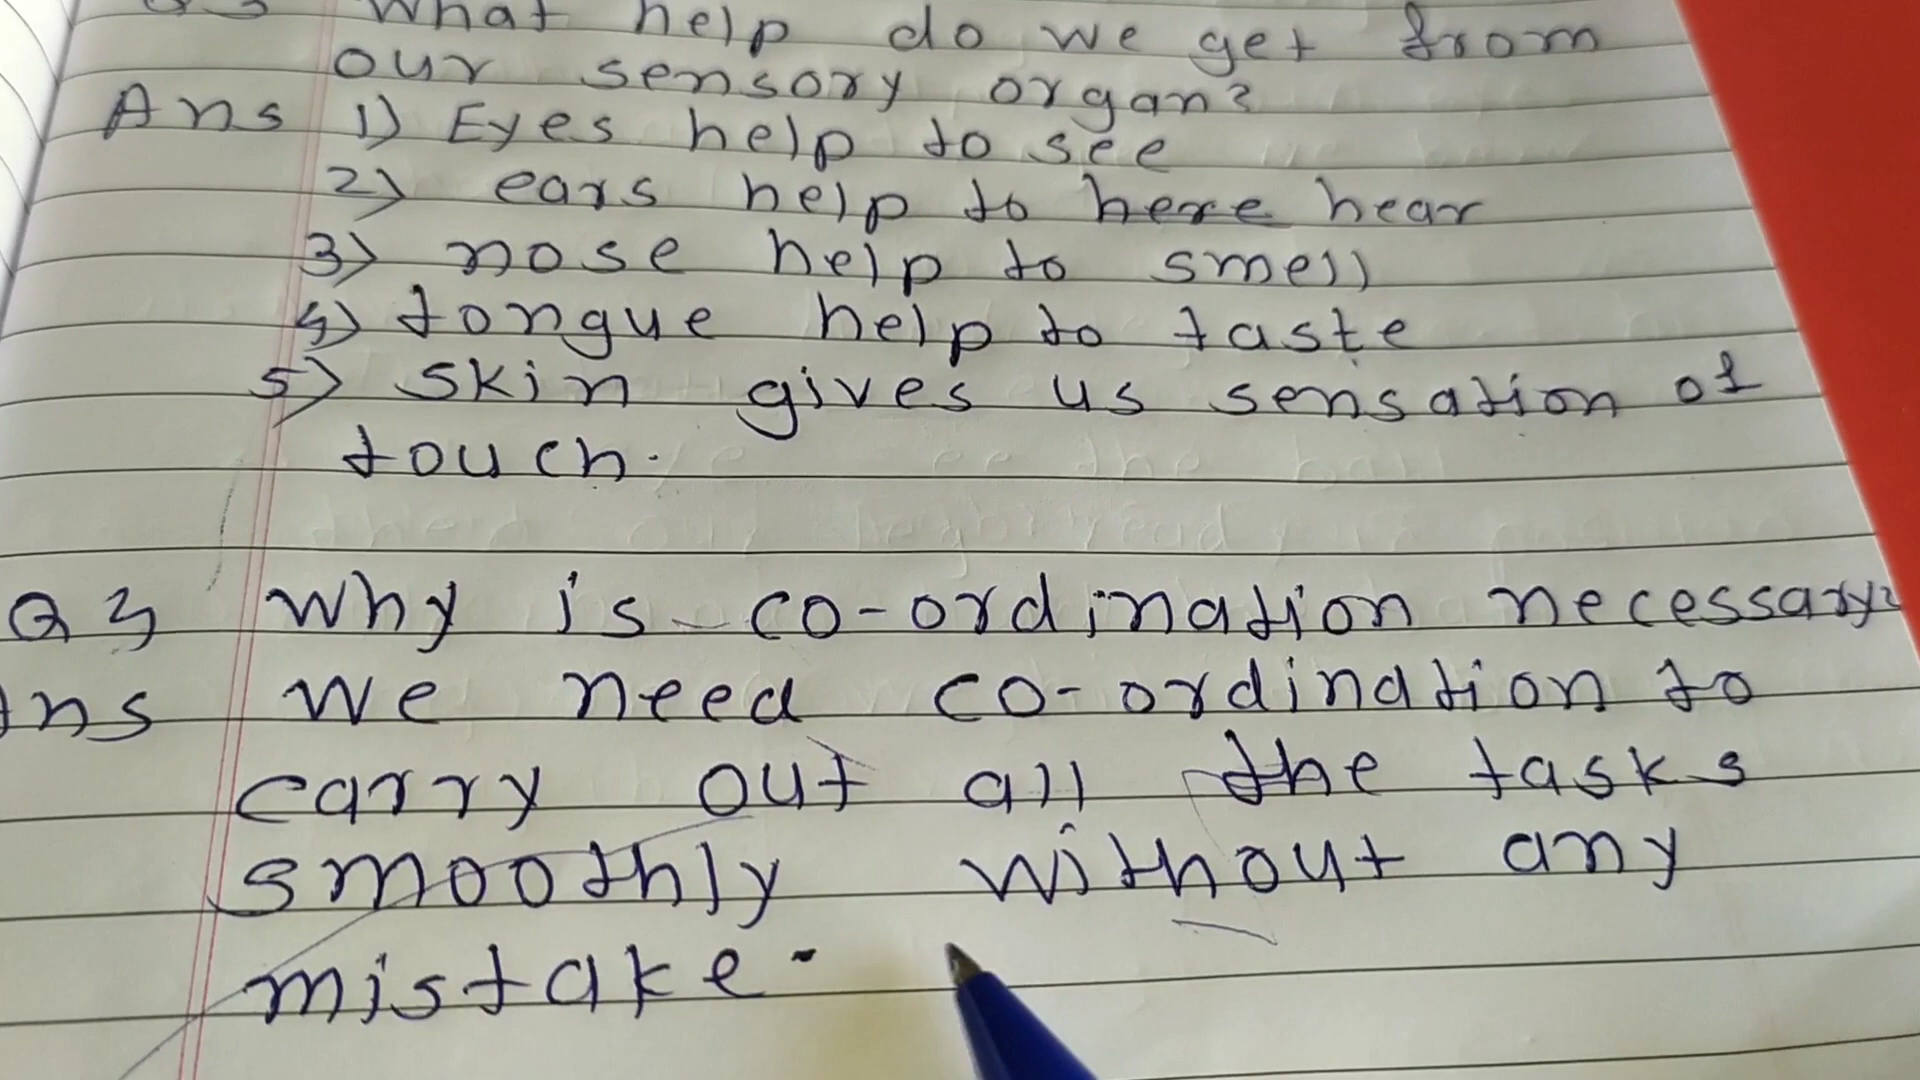 What help do we get from
our sensory organ?
Ans 1) Eyes help to see
2) ears help to here hear
3) nose help to smell
4) tongue help to taste
5) skin gives us sensation of
touch.
Q 3 Why is co-ordination necessary?
Ans We need co-ordination to
carry out all the tasks
smoothly without any
mistake.